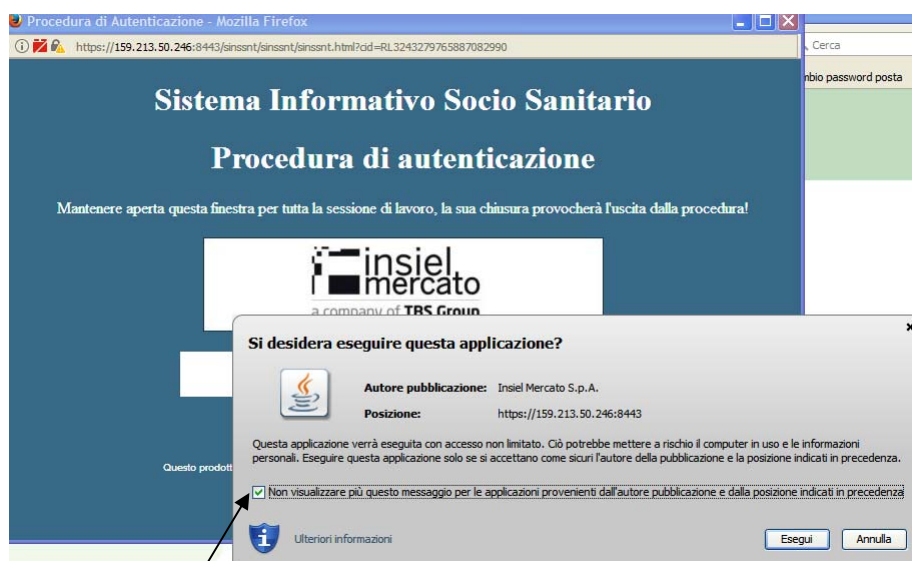 Procedura di Autenticazione - Mozilla Firefox
https://159.213.50.246:8443/sinssnt/sinssnt/sinssnt.html?cid=RL3243279765887082990
Cerca
mbio password posta
Sistema Informativo Socio Sanitario
Procedura di autenticazione
Mantenere aperta questa finestra per tutta la sessione di lavoro, la sua chiusura provocherà l'uscita dalla procedura!
insiel
mercato
a company of TBS Group
Si desidera eseguire questa applicazione?
Autore pubblicazione: Insiel Mercato S.p.A.
Posizione: https://159.213.50.246:8443
Questa applicazione verrà eseguita con accesso non limitato. Ciò potrebbe mettere a rischio il computer in uso e le informazioni
personali. Eseguire questa applicazione solo se si accettano come sicuri l'autore della pubblicazione e la posizione indicati in precedenza.
Questo prodott
Non visualizzare più questo messaggio per le applicazioni provenienti dall'autore pubblicazione e dalla posizione indicati in precedenza
Ulteriori informazioni
Esegui
Annulla